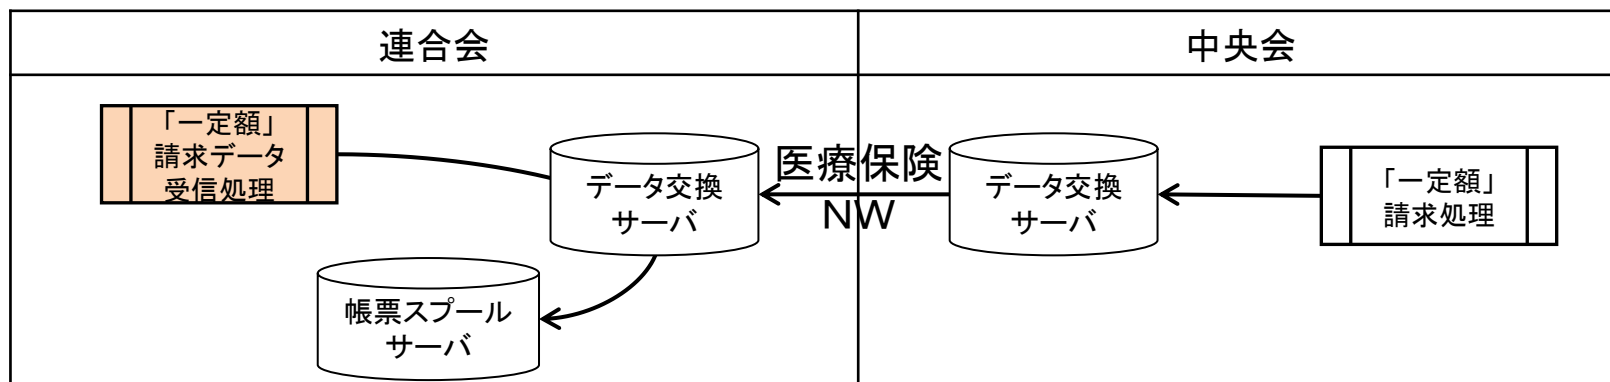 連合会
中央会
「一定額」
請求データ
受信処理
データ交換
サーバ
帳票スプール
サーバ
医療保険
NW
データ交換
サーバ
「一定額」
請求処理